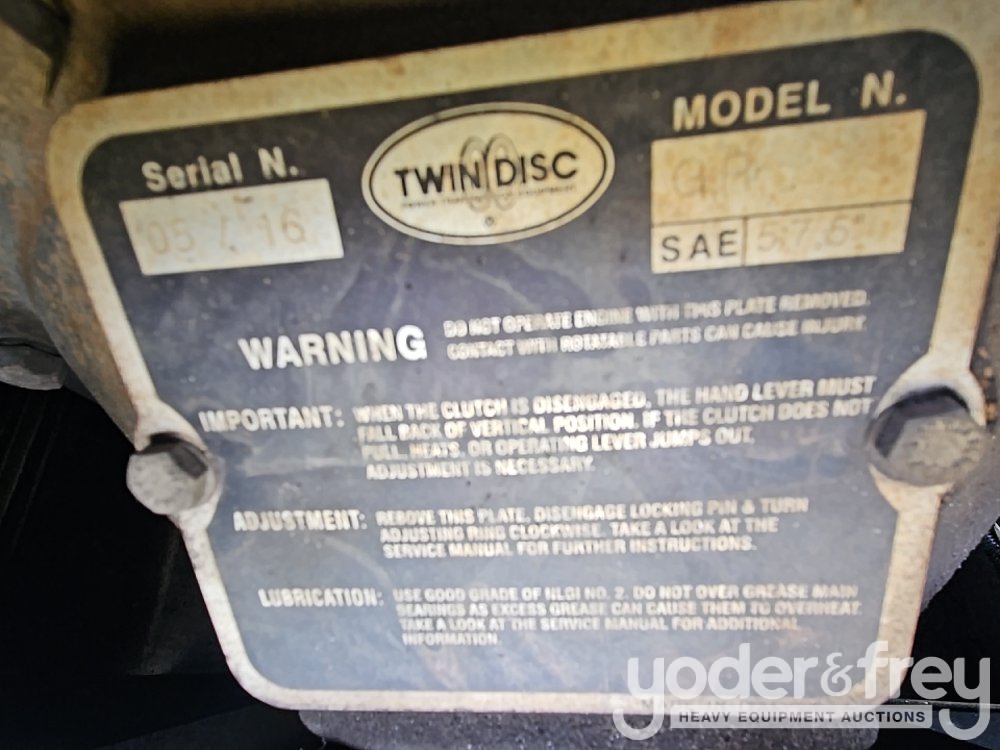 Serial N.
05 / 16
TWIN DISC
MODEL N.
SAE 57.5
WARNING
DO NOT OPERATE ENGINE WITH THIS PLATE REMOVED.
CONTACT WITH ROTATABLE PARTS CAN CAUSE INJURY.
IMPORTANT: WHEN THE CLUTCH IS DISENGAGED, THE HAND LEVER MUST
FALL BACK OF VERTICAL POSITION. IF THE CLUTCH DOES NOT
PULL, HEATS, OR OPERATING LEVER JUMPS OUT,
ADJUSTMENT IS NECESSARY.
ADJUSTMENT: REMOVE THIS PLATE, DISENGAGE LOCKING PIN & TURN
ADJUSTING RING CLOCKWISE. TAKE A LOOK AT THE
SERVICE MANUAL FOR FURTHER INSTRUCTIONS.
LUBRICATION: USE GOOD GRADE OF NLGI NO. 2. DO NOT OVER GREASE MAIN
BEARINGS AS EXCESS GREASE CAN CAUSE THEM TO OVERHEAT.
TAKE A LOOK AT THE SERVICE MANUAL FOR ADDITIONAL
INFORMATION.
yoder&frey
HEAVY EQUIPMENT AUCTIONS